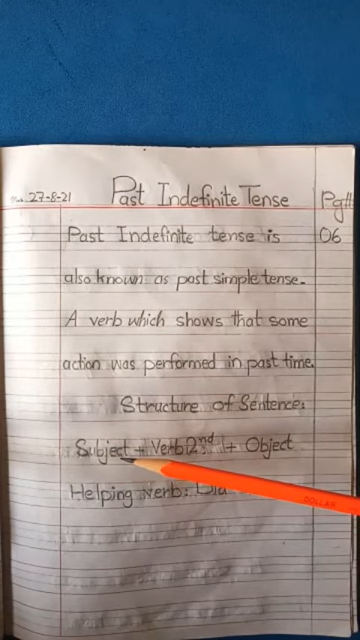 27-8-21 Past Indefinite Tense Pg#
Past Indefinite tense is 06
also known as past simple tense.
A verb which shows that some
action was performed in past time.
Structure of Sentence:
Subject + Verb 2nd + Object
Helping verb: Did
DOLLAR